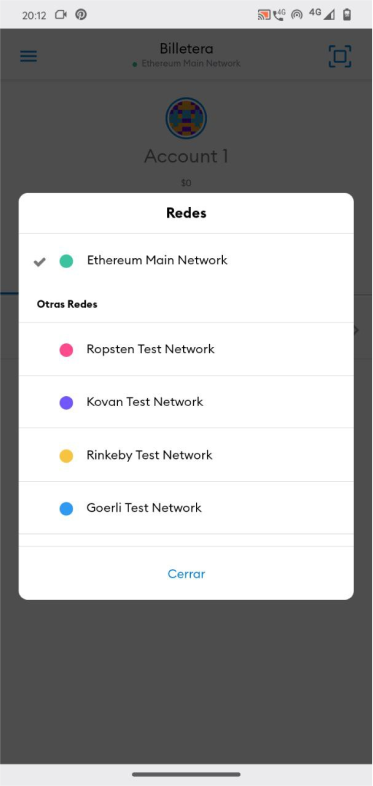 20:12
4G
4G
Billetera
Ethereum Main Network
Account 1
$0
Redes
Ethereum Main Network
Otras Redes
Ropsten Test Network
Kovan Test Network
Rinkeby Test Network
Goerli Test Network
Cerrar